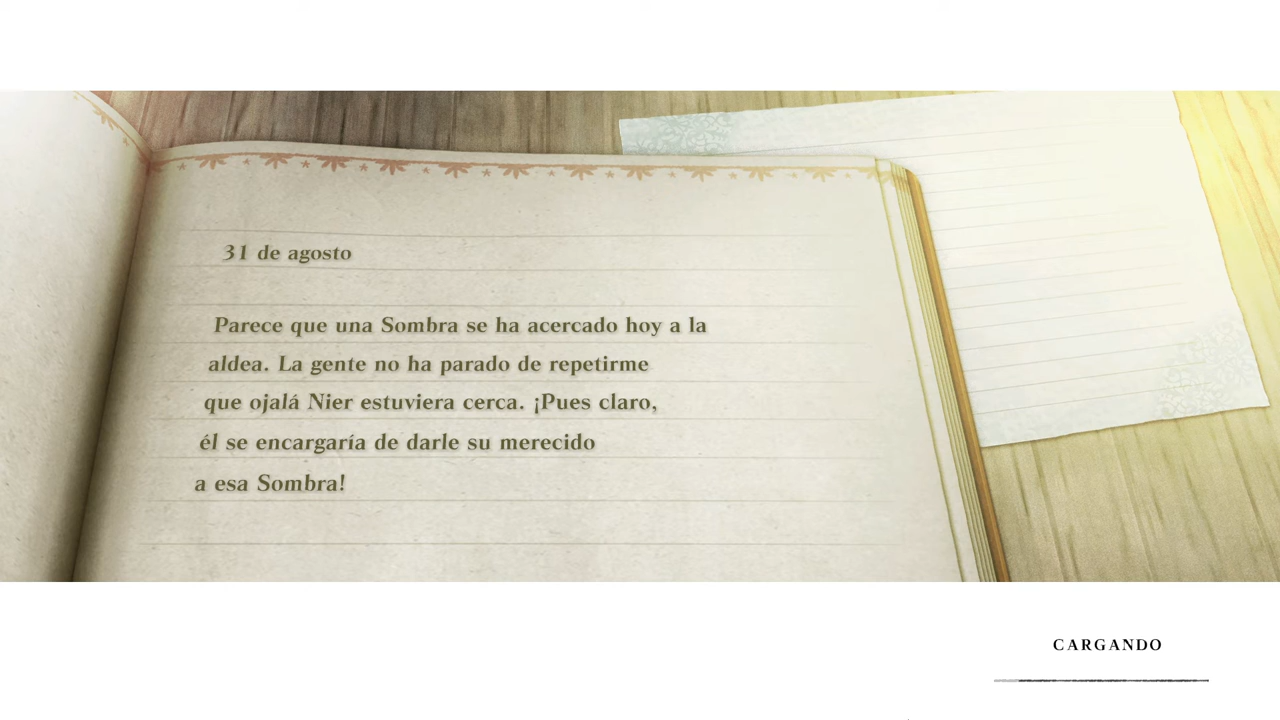 31 de agosto
Parece que una Sombra se ha acercado hoy a la
aldea. La gente no ha parado de repetirme
que ojalá Nier estuviera cerca. ¡Pues claro,
él se encargaría de darle su merecido
a esa Sombra!
CARGANDO